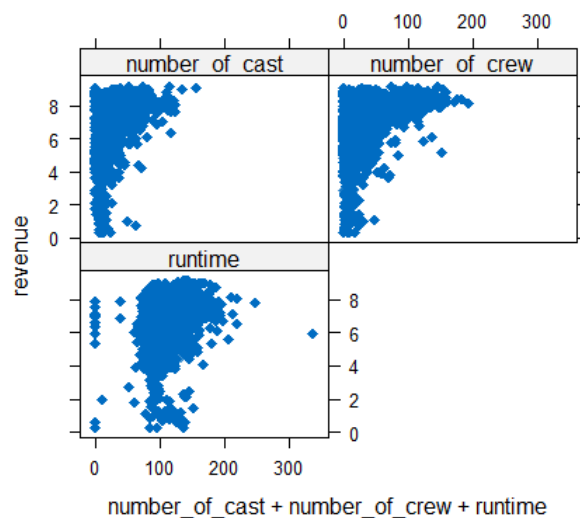 0 100 200 300
number_of_cast
number_of_crew
8
6
4
2
0
revenue
runtime
8
6
4
2
0
0 100 200 300
number_of_cast + number_of_crew + runtime